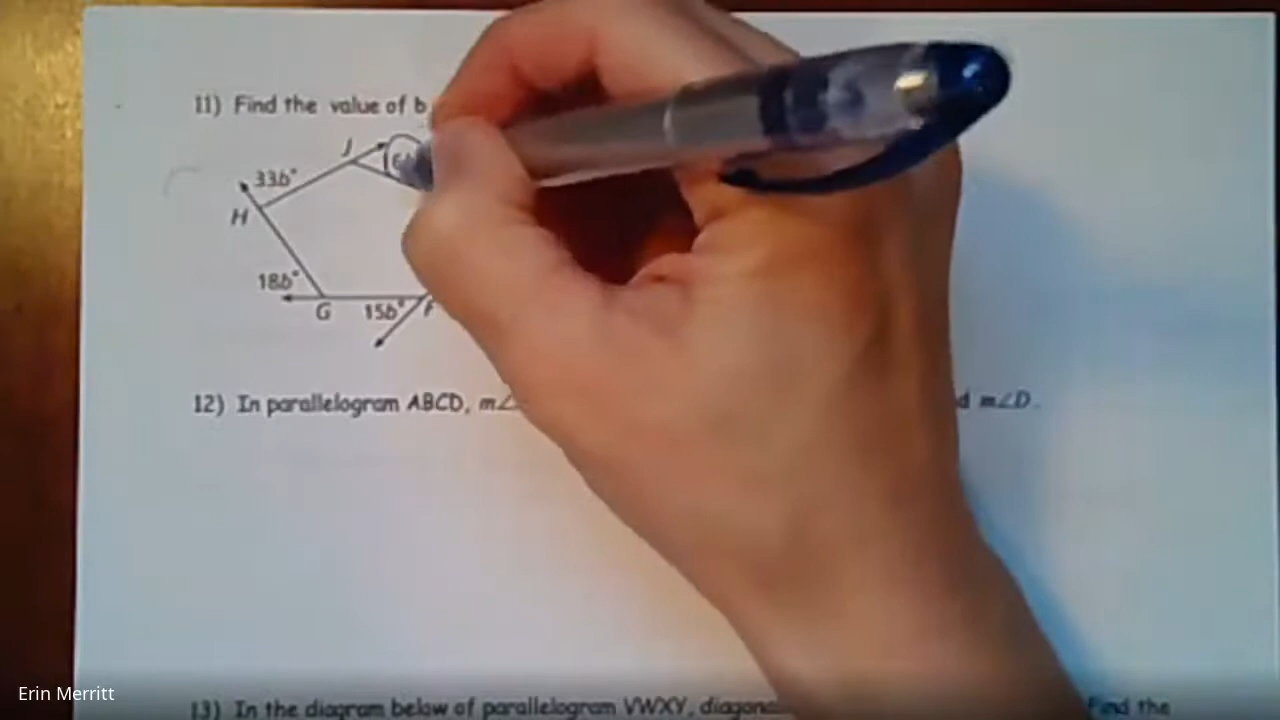 11) Find the value of b
J
33b°
H
18b°
G 15b° F
12) In parallelogram ABCD, m∠ m∠D.
13) In the diagram below of parallelogram VWXY, Find the
Erin Merritt